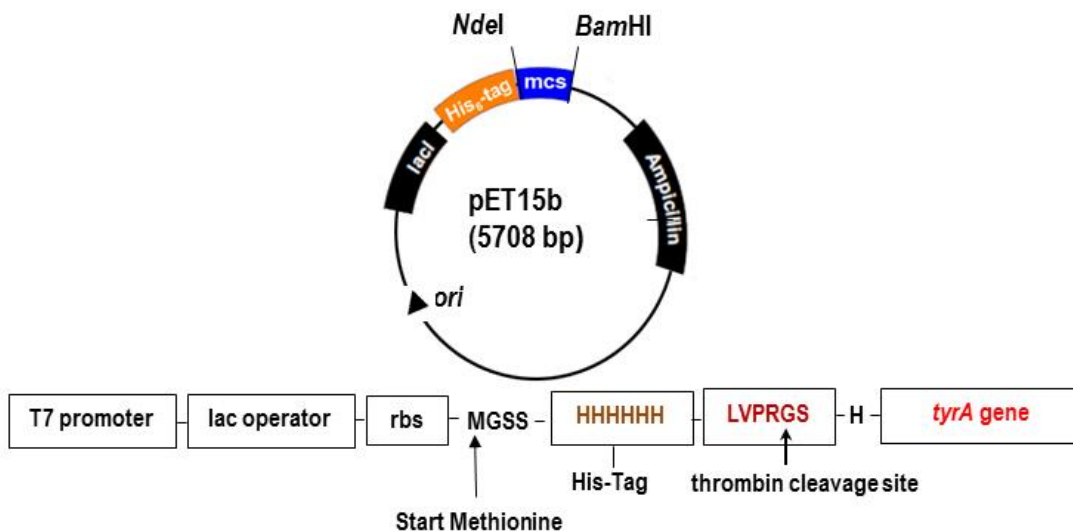 NdeI
BamHI
His6-tag
mcs
lacI
Ampicillin
pET15b
(5708 bp)
ori
T7 promoter
lac operator
rbs
MGSS
HHHHHH
LVPRGS
H
tyrA gene
His-Tag
thrombin cleavage site
Start Methionine